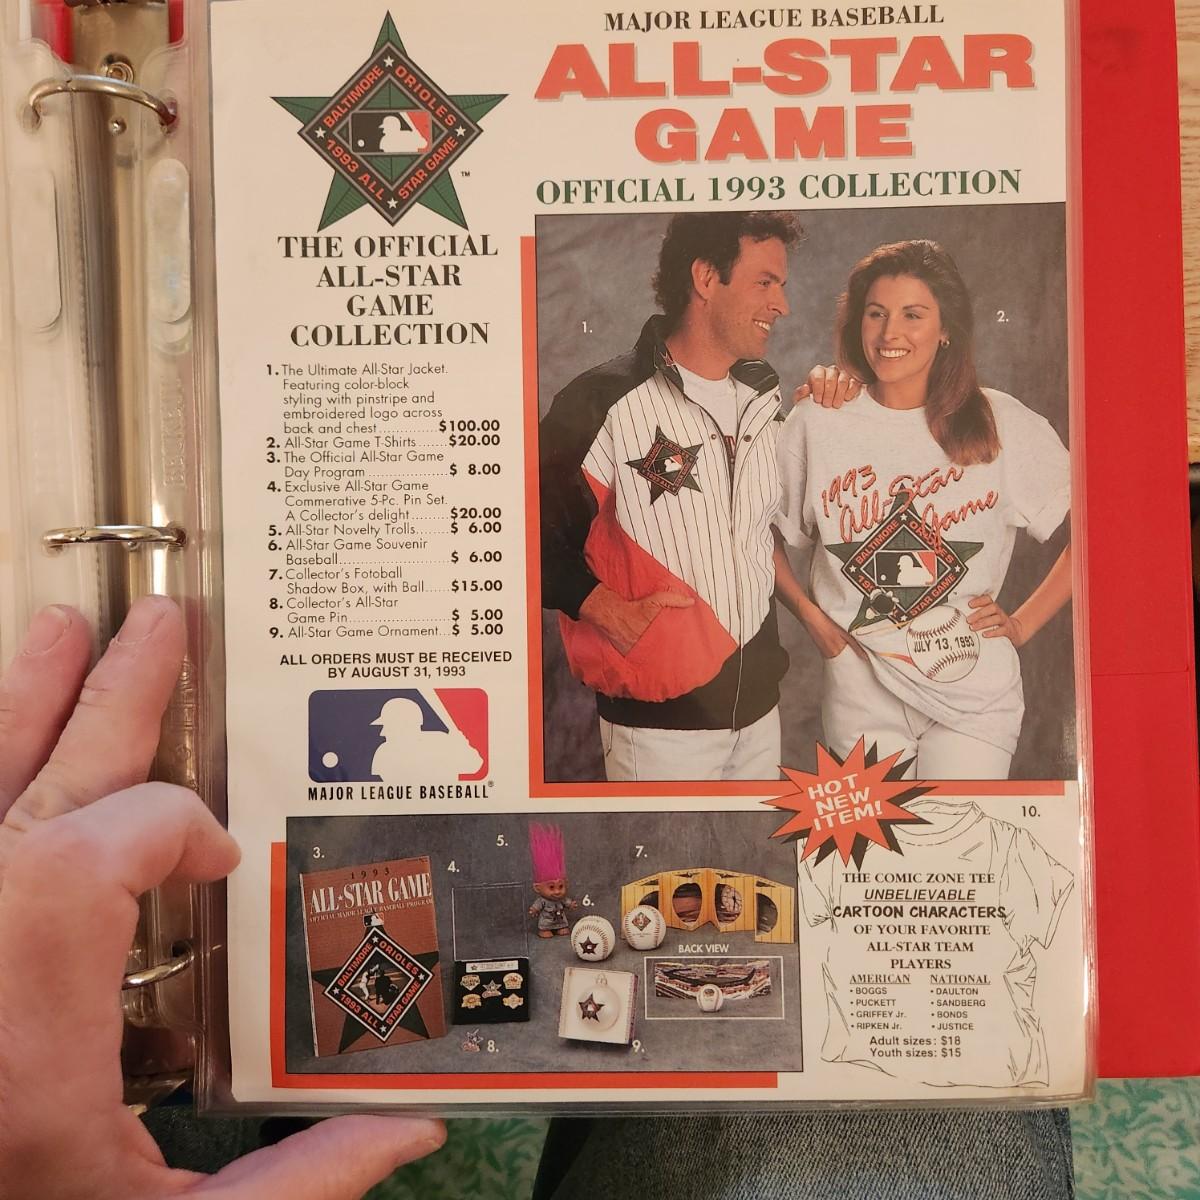 MAJOR LEAGUE BASEBALL
ALL-STAR
GAME
OFFICIAL 1993 COLLECTION
BALTIMORE ORIOLES
1993 ALL STAR GAME
™
THE OFFICIAL
ALL-STAR
GAME
COLLECTION
1. The Ultimate All-Star Jacket.
Featuring color-block
styling with pinstripe and
embroidered logo across
back and chest.............$100.00
2. All-Star Game T-Shirts......$20.00
3. The Official All-Star Game
Day Program ................$ 8.00
4. Exclusive All-Star Game
Commerative 5-Pc. Pin Set.
A Collector's delight........$20.00
5. All-Star Novelty Trolls.......$ 6.00
6. All-Star Game Souvenir
Baseball......................$ 6.00
7. Collector's Fotoball
Shadow Box, with Ball.....$15.00
8. Collector's All-Star
Game Pin....................$ 5.00
9. All-Star Game Ornament...$ 5.00
ALL ORDERS MUST BE RECEIVED
BY AUGUST 31, 1993
MAJOR LEAGUE BASEBALL®
1.
2.
1993
All-Star
Game
BALTIMORE ORIOLES
STAR GAME
JULY 13, 1993
HOT
NEW
ITEM!
10.
THE COMIC ZONE TEE
UNBELIEVABLE
CARTOON CHARACTERS
OF YOUR FAVORITE
ALL-STAR TEAM
PLAYERS
AMERICAN NATIONAL
• BOGGS • DAULTON
• PUCKETT • SANDBERG
• GRIFFEY Jr. • BONDS
• RIPKEN Jr. • JUSTICE
Adult sizes: $18
Youth sizes: $15
3.
4.
5.
6.
7.
BACK VIEW
8.
9.
1993
ALL★STAR GAME
OFFICIAL MAJOR LEAGUE BASEBALL PROGRAM
BALTIMORE ORIOLES
1993 ALL STAR GAME